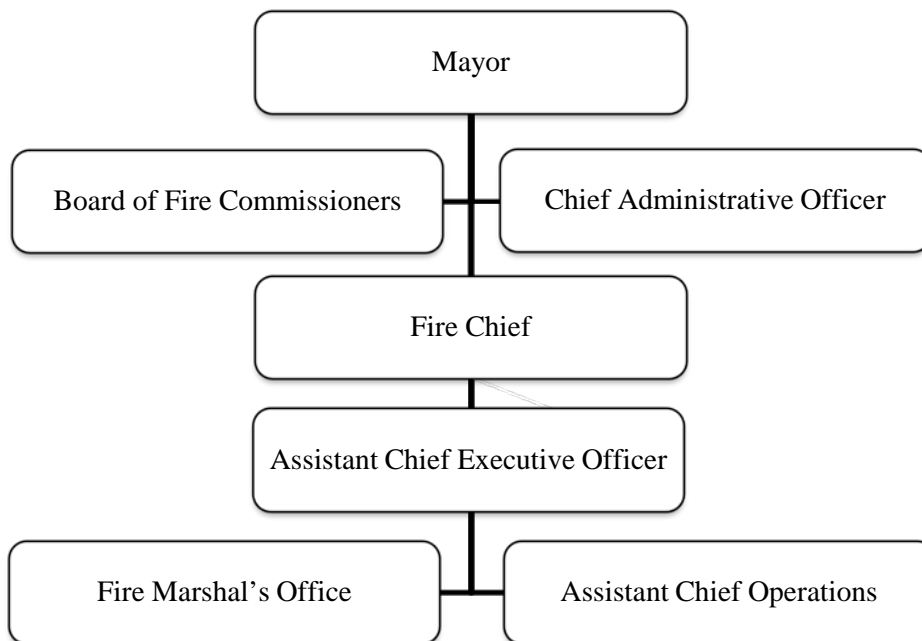 Mayor
Board of Fire Commissioners
Chief Administrative Officer
Fire Chief
Assistant Chief Executive Officer
Fire Marshal’s Office
Assistant Chief Operations